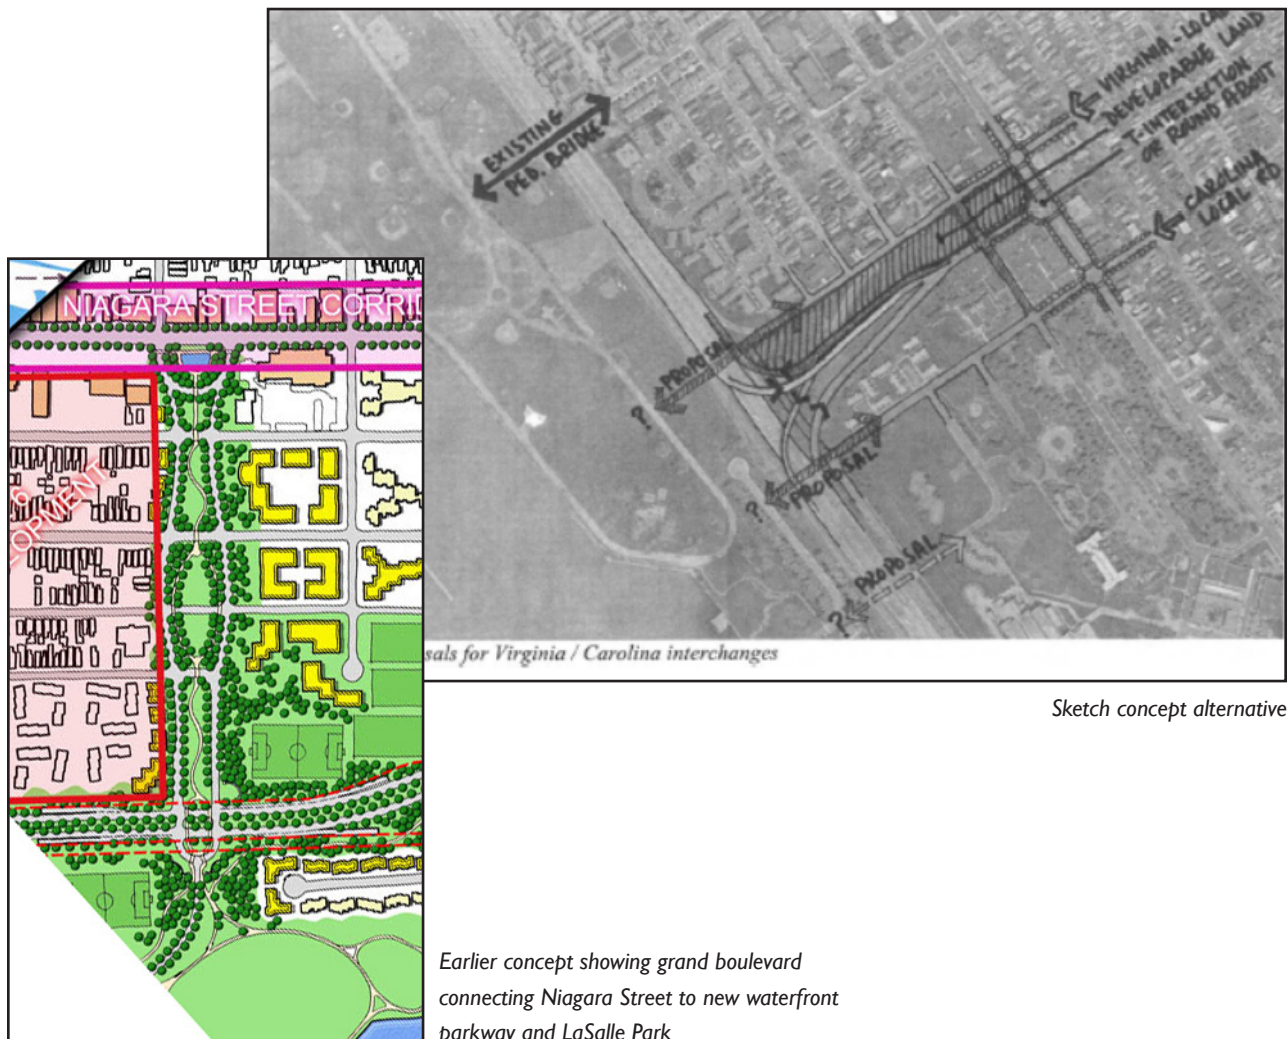 EXISTING
PED. BRIDGE
VIRGINIA - LOCAL
DEVELOPABLE LAND
T-INTERSECTION
OR ROUND ABOUT
CAROLINA
LOCAL RD
PROPOSAL
?
PROPOSAL
?
PROPOSAL
?
sals for Virginia / Carolina interchanges
Sketch concept alternative
NIAGARA STREET CORRI
OPMENT
Earlier concept showing grand boulevard
connecting Niagara Street to new waterfront
parkway and LaSalle Park